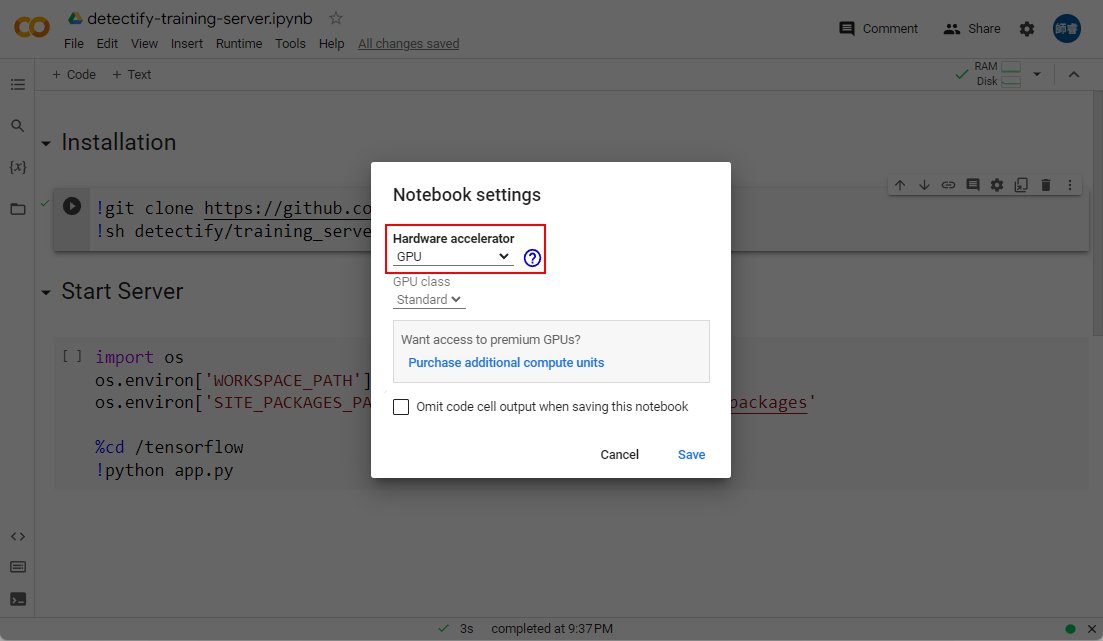 detectify-training-server.ipynb
File Edit View Insert Runtime Tools Help All changes saved
Comment Share 師睿
+ Code + Text
RAM
Disk
Installation
{x}
!git clone https://github.co
!sh detectify/training_serve
Start Server
[ ] import os
os.environ['WORKSPACE_PATH']
os.environ['SITE_PACKAGES_PA
packages'
%cd /tensorflow
!python app.py
Notebook settings
Hardware accelerator
GPU
?
GPU class
Standard
Want access to premium GPUs?
Purchase additional compute units
Omit code cell output when saving this notebook
Cancel Save
3s completed at 9:37 PM